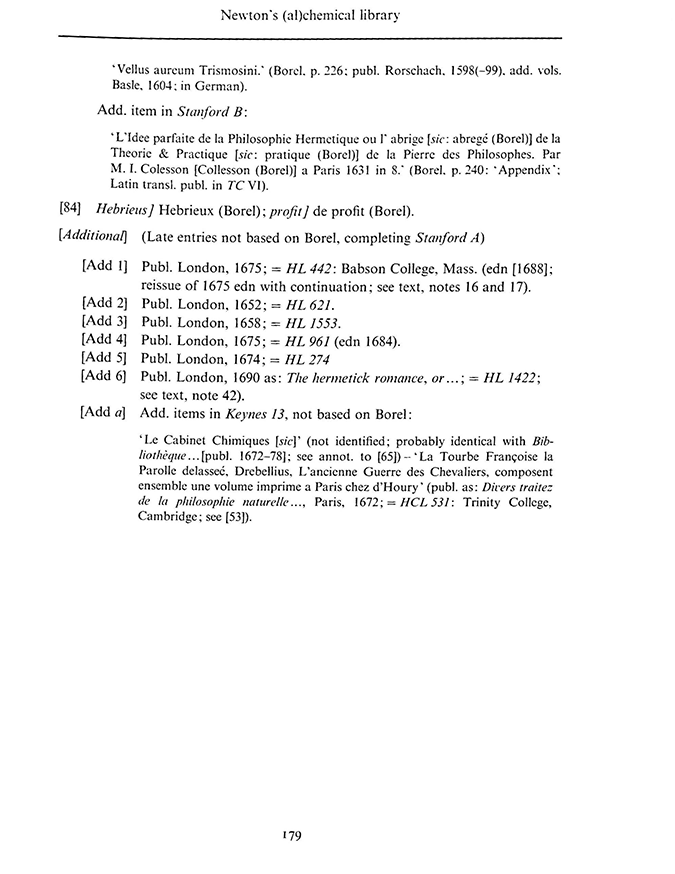 Newton's (al)chemical library
'Vellus aureum Trismosini.' (Borel, p. 226; publ. Rorschach, 1598(–99), add. vols.
Basle, 1604; in German).
Add. item in Stanford B:
'L'Idee parfaite de la Philosophie Hermetique ou l' abrige [sic: abregé (Borel)] de la
Theorie & Practique [sic: pratique (Borel)] de la Pierre des Philosophes. Par
M. I. Colesson [Collesson (Borel)] a Paris 1631 in 8.' (Borel, p. 240: 'Appendix';
Latin transl. publ. in TC VI).
[84] Hebrieus] Hebrieux (Borel); profit] de profit (Borel).
[Additional] (Late entries not based on Borel, completing Stanford A)
[Add 1] Publ. London, 1675; = HL 442: Babson College, Mass. (edn [1688];
reissue of 1675 edn with continuation; see text, notes 16 and 17).
[Add 2] Publ. London, 1652; = HL 621.
[Add 3] Publ. London, 1658; = HL 1553.
[Add 4] Publ. London, 1675; = HL 961 (edn 1684).
[Add 5] Publ. London, 1674; = HL 274
[Add 6] Publ. London, 1690 as: The hermetick romance, or...; = HL 1422;
see text, note 42).
[Add a] Add. items in Keynes 13, not based on Borel:
'Le Cabinet Chimiques [sic]' (not identified; probably identical with Bib-
liothèque...[publ. 1672–78]; see annot. to [65]) – 'La Tourbe Françoise la
Parolle delasseé, Drebellius, L'ancienne Guerre des Chevaliers, composent
ensemble une volume imprime a Paris chez d'Houry' (publ. as: Divers traitez
de la philosophie naturelle..., Paris, 1672; = HCL 531: Trinity College,
Cambridge; see [53]).
179